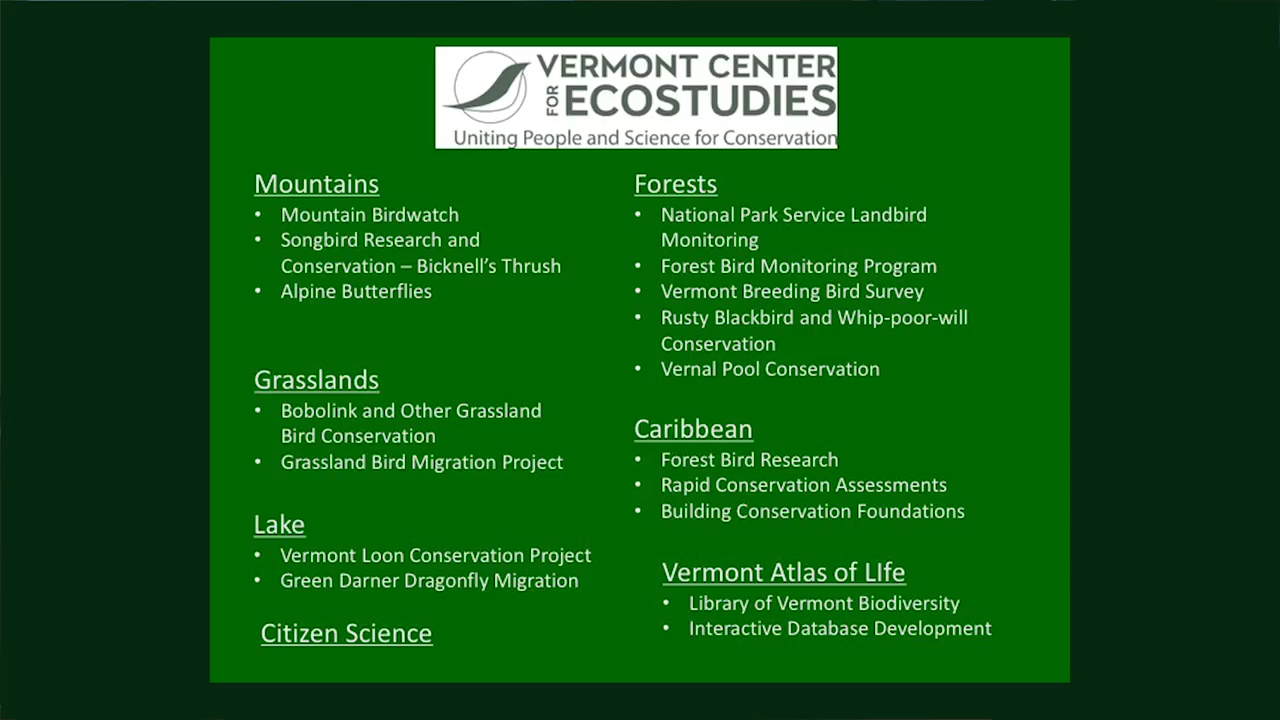 VERMONT CENTER
FOR ECOSTUDIES
Uniting People and Science for Conservation
Mountains
• Mountain Birdwatch
• Songbird Research and
Conservation – Bicknell's Thrush
• Alpine Butterflies
Grasslands
• Bobolink and Other Grassland
Bird Conservation
• Grassland Bird Migration Project
Lake
• Vermont Loon Conservation Project
• Green Darner Dragonfly Migration
Citizen Science
Forests
• National Park Service Landbird
Monitoring
• Forest Bird Monitoring Program
• Vermont Breeding Bird Survey
• Rusty Blackbird and Whip-poor-will
Conservation
• Vernal Pool Conservation
Caribbean
• Forest Bird Research
• Rapid Conservation Assessments
• Building Conservation Foundations
Vermont Atlas of LIfe
• Library of Vermont Biodiversity
• Interactive Database Development